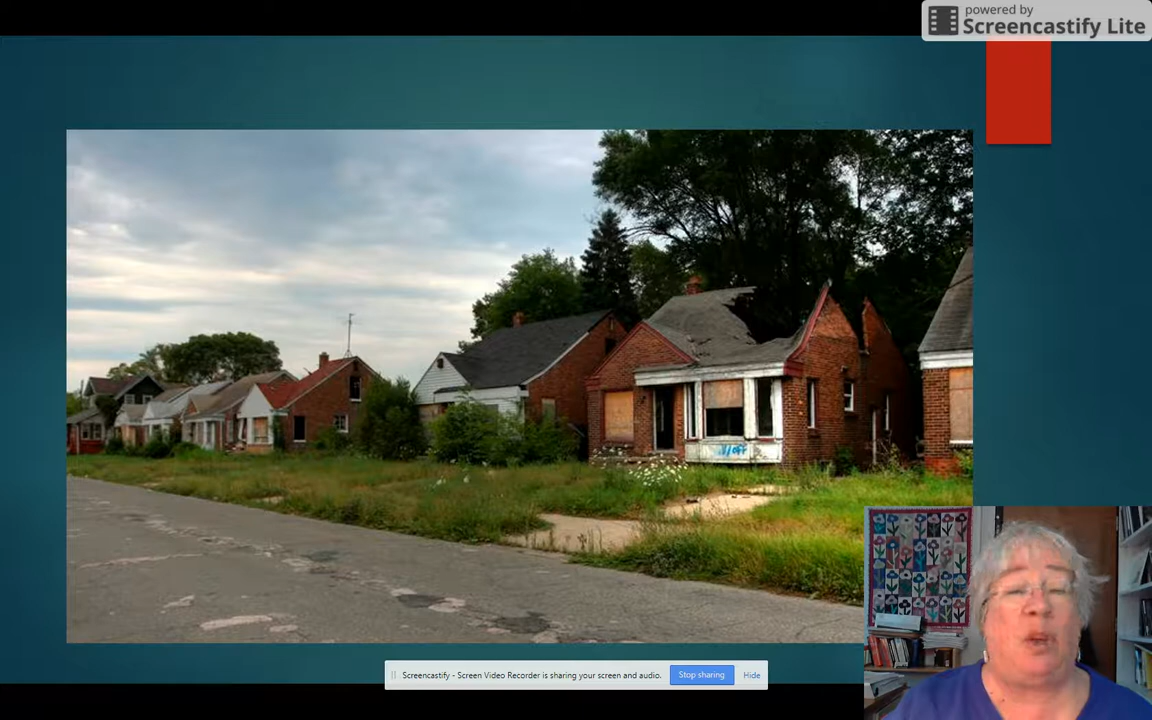 powered by
Screencastify Lite
Screencastify - Screen Video Recorder is sharing your screen and audio.
Stop sharing
Hide